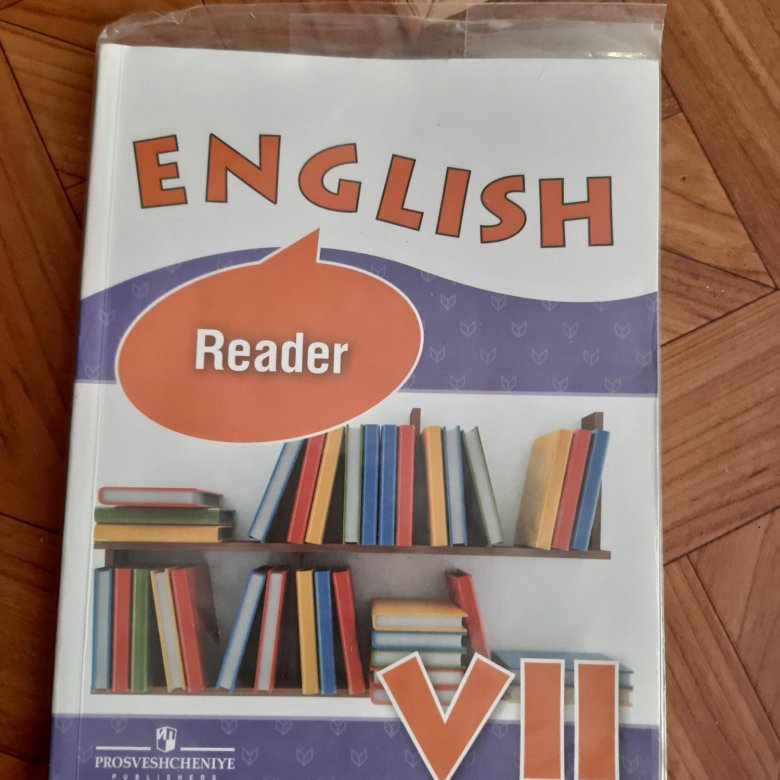 ENGLISH
Reader
VII
PROSVESHCHENIYE
PUBLISHERS